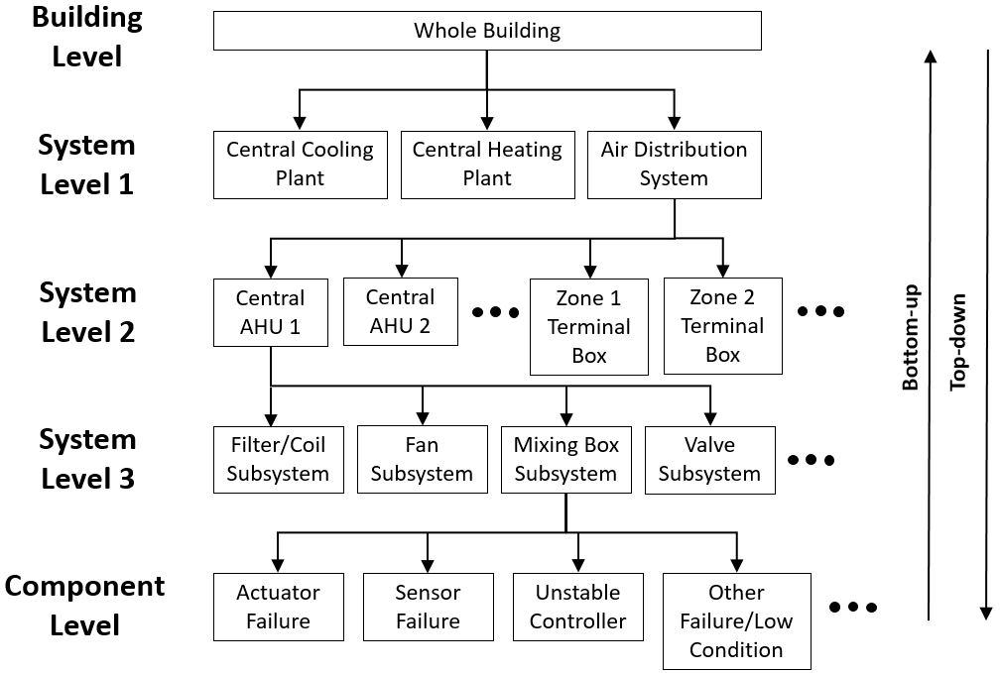 Building
Level
Whole Building
System
Level 1
Central Cooling
Plant
Central Heating
Plant
Air Distribution
System
System
Level 2
Central
AHU 1
Central
AHU 2
Zone 1
Terminal
Box
Zone 2
Terminal
Box
System
Level 3
Filter/Coil
Subsystem
Fan
Subsystem
Mixing Box
Subsystem
Valve
Subsystem
Component
Level
Actuator
Failure
Sensor
Failure
Unstable
Controller
Other
Failure/Low
Condition
Bottom-up
Top-down